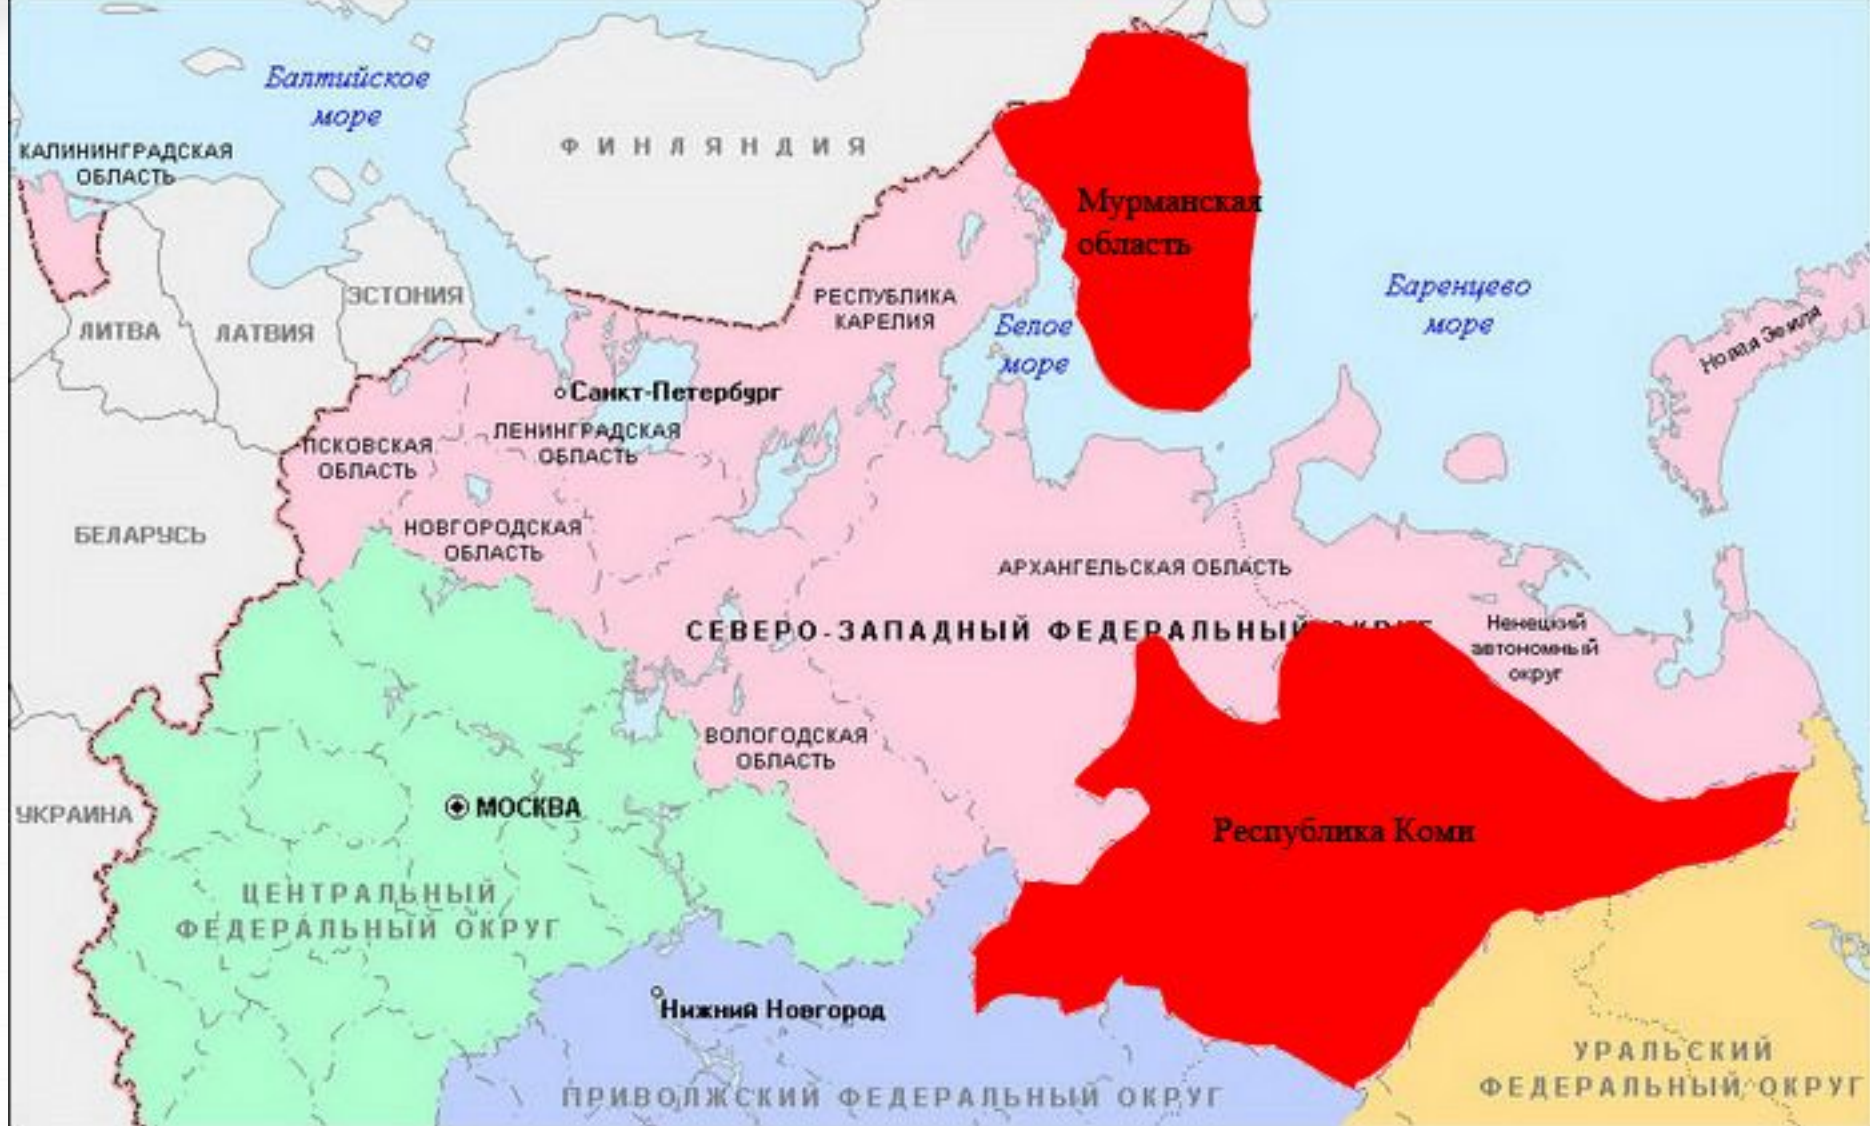 Балтийское
море
КАЛИНИНГРАДСКАЯ
ОБЛАСТЬ
ФИНЛЯНДИЯ
Мурманская
область
ЭСТОНИЯ
ЛИТВА
ЛАТВИЯ
РЕСПУБЛИКА
КАРЕЛИЯ
Белое
море
Баренцево
море
Новая Земля
Санкт-Петербург
ПСКОВСКАЯ
ОБЛАСТЬ
ЛЕНИНГРАДСКАЯ
ОБЛАСТЬ
БЕЛАРУСЬ
НОВГОРОДСКАЯ
ОБЛАСТЬ
АРХАНГЕЛЬСКАЯ ОБЛАСТЬ
СЕВЕРО-ЗАПАДНЫЙ ФЕДЕРАЛЬНЫЙ ОКРУГ
Ненецкий
автономный
округ
ВОЛОГОДСКАЯ
ОБЛАСТЬ
УКРАИНА
МОСКВА
Республика Коми
ЦЕНТРАЛЬНЫЙ
ФЕДЕРАЛЬНЫЙ ОКРУГ
Нижний Новгород
ПРИВОЛЖСКИЙ ФЕДЕРАЛЬНЫЙ ОКРУГ
УРАЛЬСКИЙ
ФЕДЕРАЛЬНЫЙ ОКРУГ